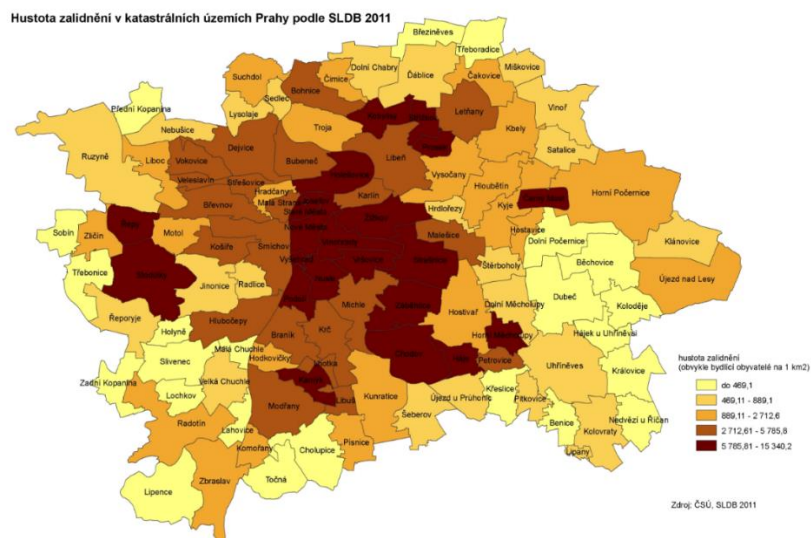 Hustota zalidnění v katastrálních územích Prahy podle SLDB 2011
Březiněves
Třeboradice
Dolní Chabry
Miškovice
Ďáblice
Čakovice
Suchdol
Bohnice
Čimice
Přední Kopanina
Sedlec
Lysolaje
Letňany
Vinoř
Nebušice
Troja
Kbely
Ruzyně
Dejvice
Satalice
Liboc
Vokovice
Bubeneč
Libeň
Vysočany
Veleslavín
Střešovice
Hloubětín
Horní Počernice
Hradčany
Karlín
Malá Strana
Břevnov
Hrdlořezy
Kyje
Sobín
Zličín
Motol
Hostavice
Klánovice
Košíře
Smíchov
Malešice
Dolní Počernice
Třebonice
Štěrboholy
Běchovice
Újezd nad Lesy
Jinonice
Radlice
Dubeč
Koloděje
Řeporyje
Michle
Hostivař
Dolní Měcholupy
Holyně
Hlubočepy
Braník
Krč
Hájek u Uhříněvsi
Slivenec
Malá Chuchle
Hodkovičky
Petrovice
Uhříněves
Královice
Zadní Kopanina
Velká Chuchle
Lochkov
Modřany
Libuš
Kunratice
Šeberov
Újezd u Průhonic
Křeslice
Pitkovice
Nedvězí u Říčan
Radotín
Lahovice
Písnice
Benice
Kolovraty
Komořany
Cholupice
Lipany
Lipence
Zbraslav
Točná
hustota zalidnění
(obvykle bydlící obyvatelé na 1 km2)
do 469,1
469,11 - 889,1
889,11 - 2 712,6
2 712,61 - 5 785,8
5 785,81 - 15 340,2
Zdroj: ČSÚ, SLDB 2011